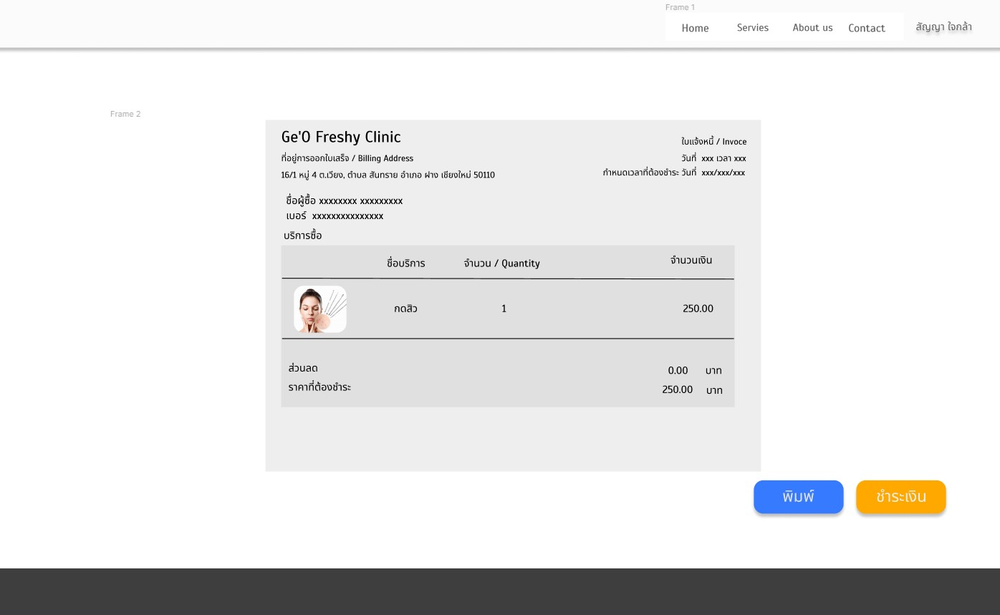 Frame 1
Home Servies About us Contact สัญญา ใจกล้า
Frame 2
Ge'O Freshy Clinic
ใบแจ้งหนี้ / Invoce
ที่อยู่การออกใบเสร็จ / Billing Address
วันที่ xxx เวลา xxx
16/1 หมู่ 4 ต.เวียง, ตำบล สันทราย อำเภอ ฝาง เชียงใหม่ 50110
กำหนดเวลาที่ต้องชำระ วันที่ xxx/xxx/xxx
ชื่อผู้ซื้อ xxxxxxxx xxxxxxxxx
เบอร์ xxxxxxxxxxxxxxx
บริการซื้อ
ชื่อบริการ จำนวน / Quantity จำนวนเงิน
กดสิว 1 250.00
ส่วนลด 0.00 บาท
ราคาที่ต้องชำระ 250.00 บาท
พิมพ์ ชำระเงิน